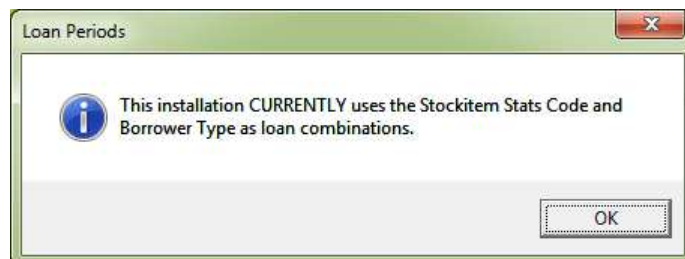 Loan Periods
This installation CURRENTLY uses the Stockitem Stats Code and
Borrower Type as loan combinations.
OK